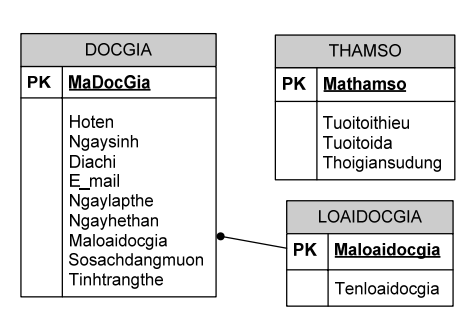 DOCGIA
PK MaDocGia
Hoten
Ngaysinh
Diachi
E_mail
Ngaylapthe
Ngayhethan
Maloaidocgia
Sosachdangmuon
Tinhtrangthe
THAMSO
PK Mathamso
Tuoitoithieu
Tuoitoida
Thoigiansudung
LOAIDOCGIA
PK Maloaidocgia
Tenloaidocgia